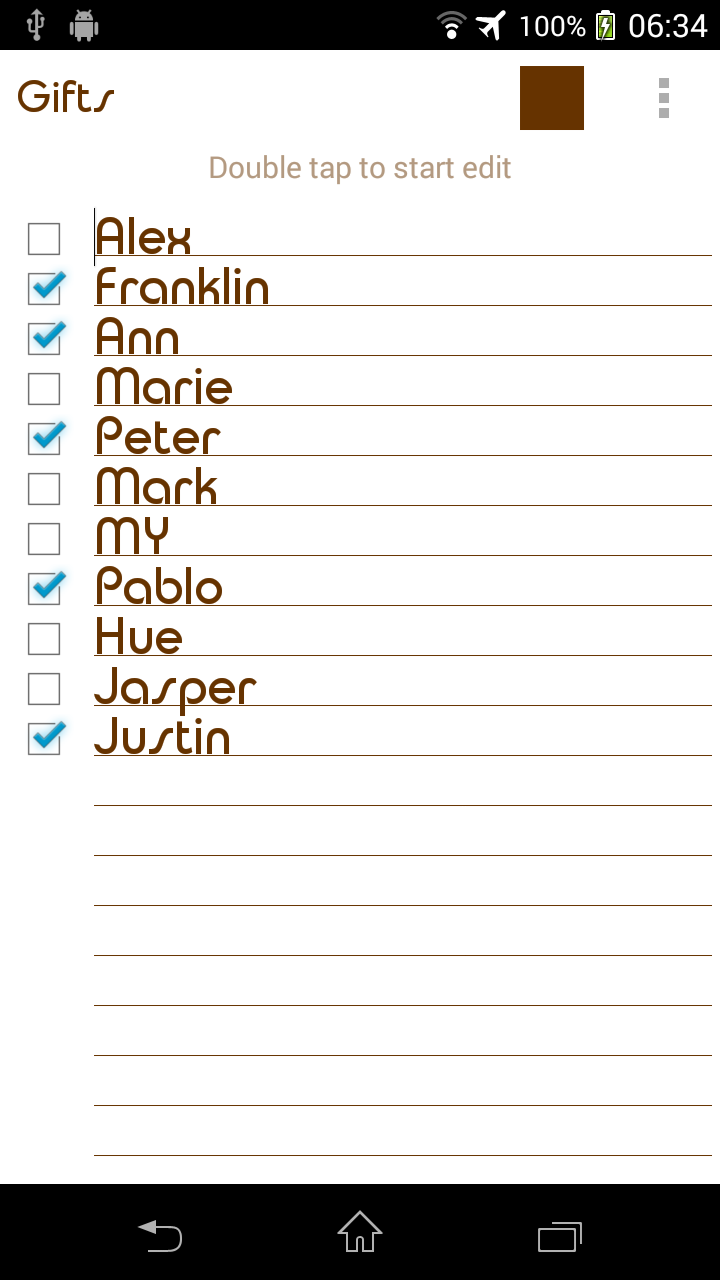 100% 06:34
Gifts
Double tap to start edit
Alex
Franklin
Ann
Marie
Peter
Mark
MY
Pablo
Hue
Jasper
Justin